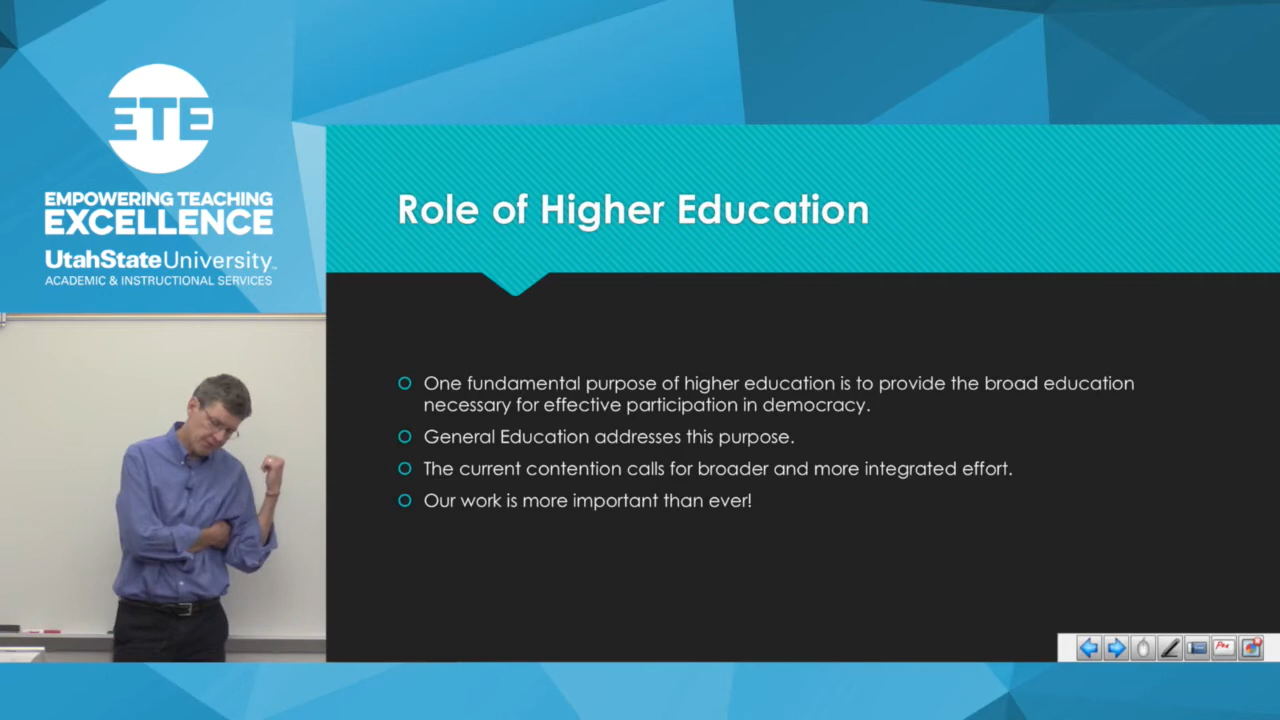 ETE
EMPOWERING TEACHING
EXCELLENCE
UtahStateUniversity
ACADEMIC & INSTRUCTIONAL SERVICES
Role of Higher Education
One fundamental purpose of higher education is to provide the broad education
necessary for effective participation in democracy.
General Education addresses this purpose.
The current contention calls for broader and more integrated effort.
Our work is more important than ever!